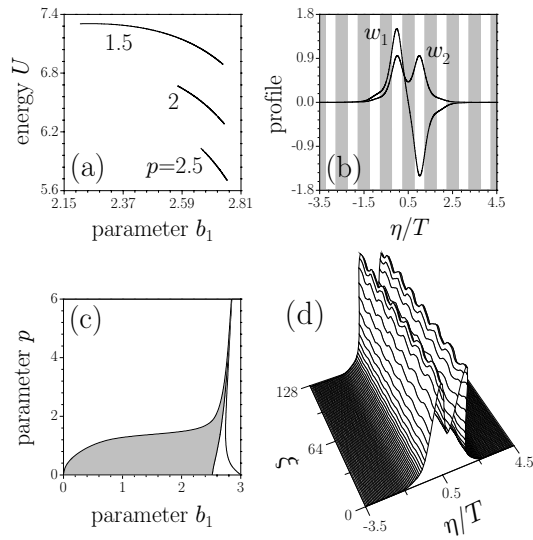 7.4
6.8
6.2
5.6
energy U
1.5
2
p=2.5
(a)
2.15 2.37 2.59 2.81
parameter b₁
1.8
0.9
0.0
-0.9
-1.8
profile
w₁
w₂
(b)
-3.5 -1.5 0.5 2.5 4.5
η/T
6
4
2
0
parameter p
(c)
0 1 2 3
parameter b₁
(d)
128
64
0
ξ
-3.5
0.5
4.5
η/T